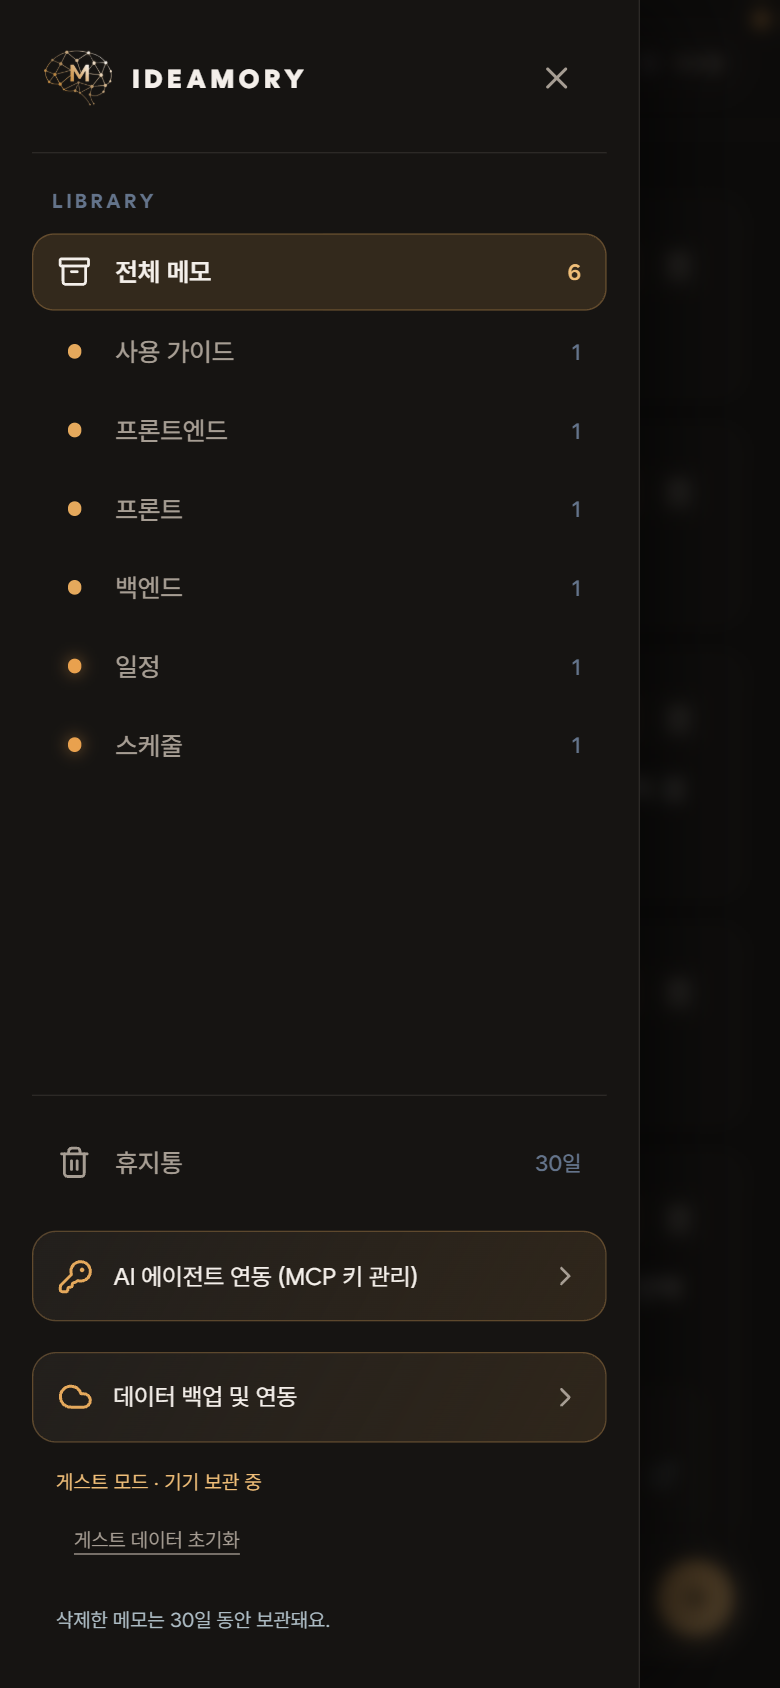 M
IDEAMORY
LIBRARY
전체 메모 6
사용 가이드 1
프론트엔드 1
프론트 1
백엔드 1
일정 1
스케줄 1
휴지통 30일
AI 에이전트 연동 (MCP 키 관리)
데이터 백업 및 연동
게스트 모드 · 기기 보관 중
게스트 데이터 초기화
삭제한 메모는 30일 동안 보관돼요.